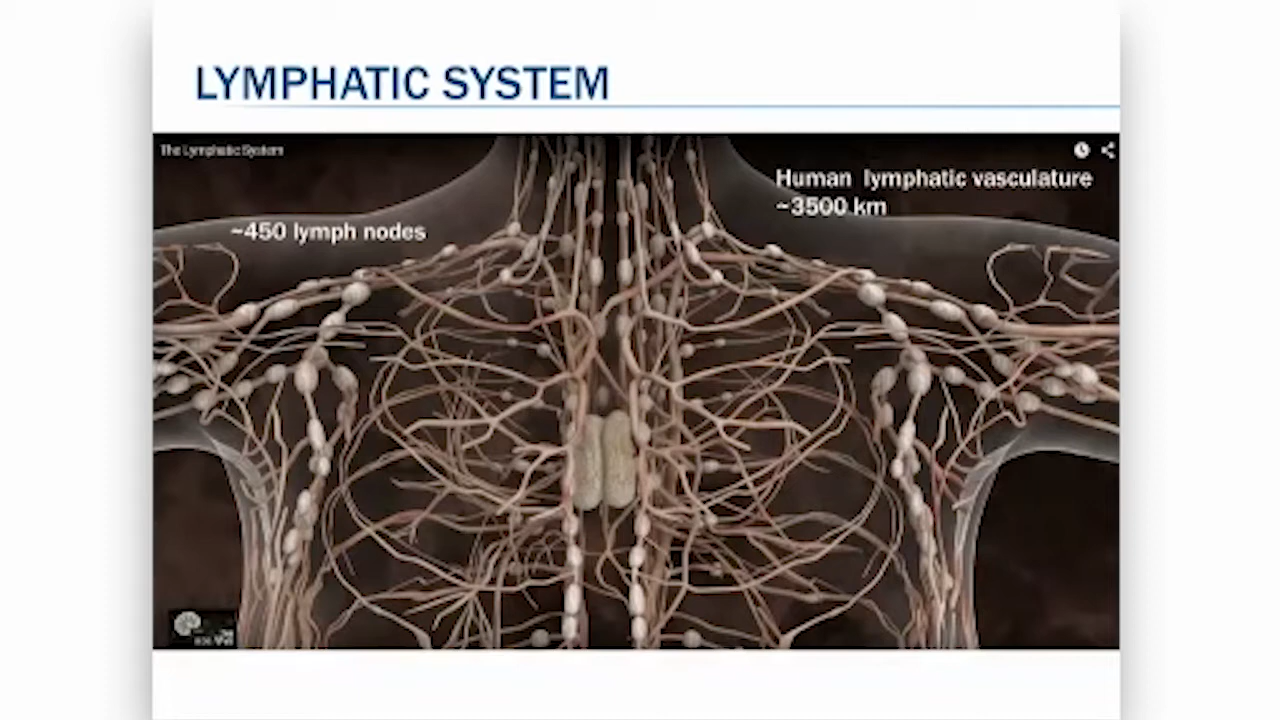 LYMPHATIC SYSTEM
The Lymphatic System
Human lymphatic vasculature
~3500 km
~450 lymph nodes